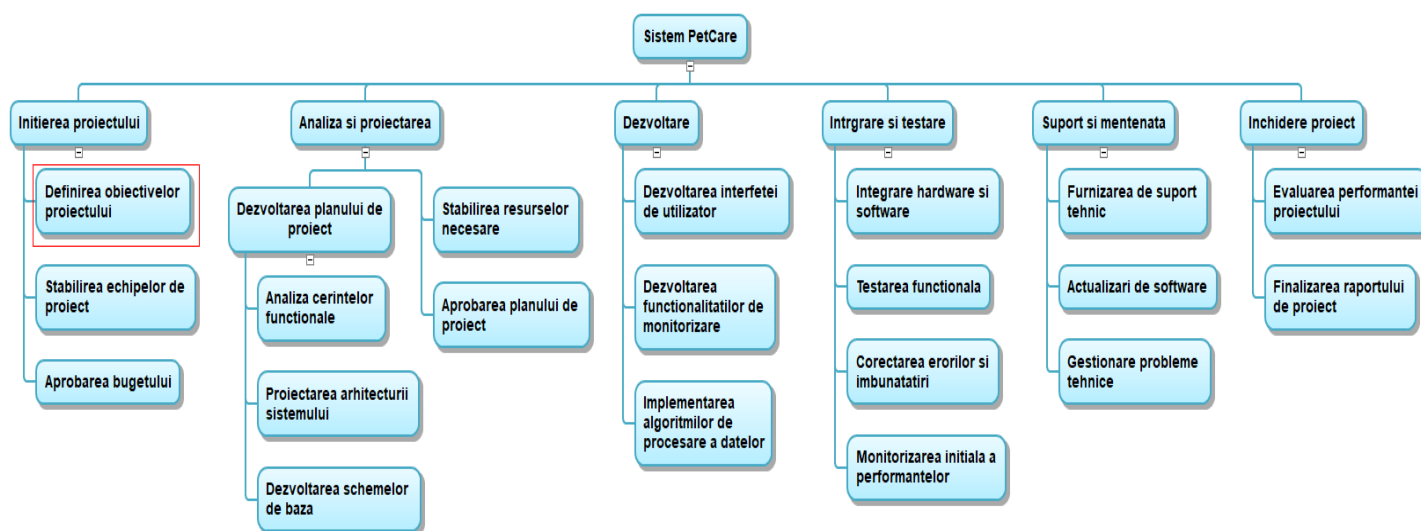 Sistem PetCare
Initierea proiectului
Definirea obiectivelor
proiectului
Stabilirea echipelor de
proiect
Aprobarea bugetului
Analiza si proiectarea
Dezvoltarea planului de
proiect
Analiza cerintelor
functionale
Proiectarea arhitecturii
sistemului
Dezvoltarea schemelor
de baza
Stabilirea resurselor
necesare
Aprobarea planului de
proiect
Dezvoltare
Dezvoltarea interfetei
de utilizator
Dezvoltarea
functionalitatilor de
monitorizare
Implementarea
algoritmilor de
procesare a datelor
Intrgrare si testare
Integrare hardware si
software
Testarea functionala
Corectarea erorilor si
imbunatatiri
Monitorizarea initiala a
performantelor
Suport si mentenata
Furnizarea de suport
tehnic
Actualizari de software
Gestionare probleme
tehnice
Inchidere proiect
Evaluarea performantei
proiectului
Finalizarea raportului
de proiect